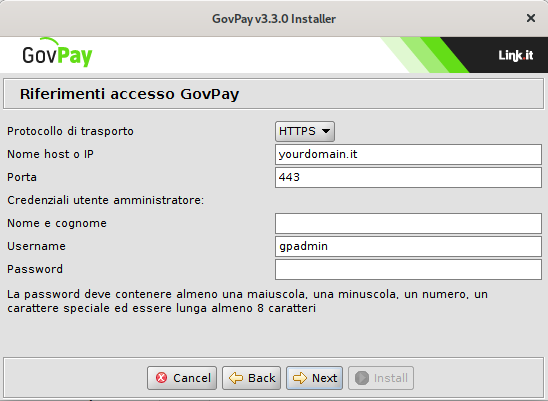 GovPay v3.3.0 Installer
GovPay
Link.it
Riferimenti accesso GovPay
Protocollo di trasporto HTTPS
Nome host o IP yourdomain.it
Porta 443
Credenziali utente amministratore:
Nome e cognome
Username gpadmin
Password
La password deve contenere almeno una maiuscola, una minuscola, un numero, un
carattere speciale ed essere lunga almeno 8 caratteri
Cancel Back Next Install